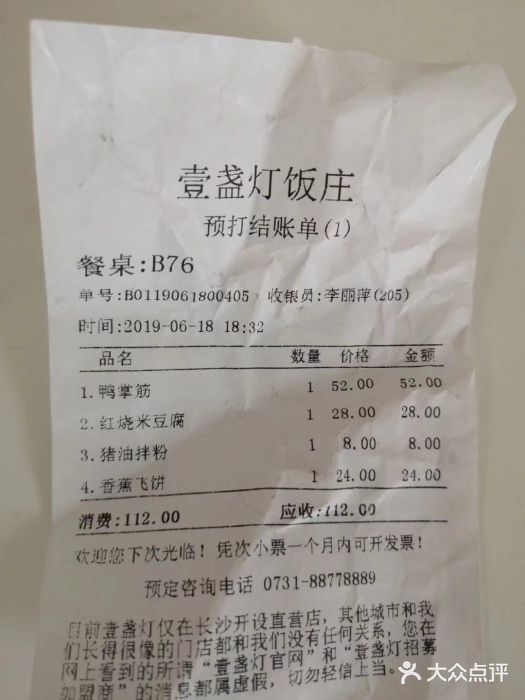 壹盏灯饭庄
预打结账单(1)
餐桌:B76
单号:B0119061800405 收银员:李丽萍(205)
时间:2019-06-18 18:32
品名 数量 价格 金额
1.鸭掌筋 1 52.00 52.00
2.红烧米豆腐 1 28.00 28.00
3.猪油拌粉 1 8.00 8.00
4.香蕉飞饼 1 24.00 24.00
消费:112.00 应收:112.00
欢迎您下次光临! 凭次小票一个月内可开发票!
预定咨询电话 0731-88778889
目前壹盏灯仅在长沙开设直营店, 其他城市和我
们长得很像的门店都和我们没有任何关系, 您在
网上看到的所谓“壹盏灯官网”和“壹盏灯招募
加盟商”的消息都属虚假, 切勿轻信上当。
大众点评